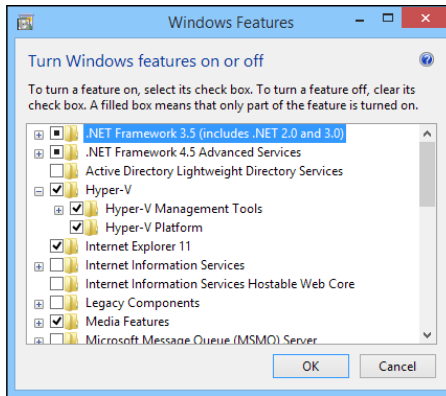 Windows Features
Turn Windows features on or off
To turn a feature on, select its check box. To turn a feature off, clear its
check box. A filled box means that only part of the feature is turned on.
.NET Framework 3.5 (includes .NET 2.0 and 3.0)
.NET Framework 4.5 Advanced Services
Active Directory Lightweight Directory Services
Hyper-V
Hyper-V Management Tools
Hyper-V Platform
Internet Explorer 11
Internet Information Services
Internet Information Services Hostable Web Core
Legacy Components
Media Features
Microsoft Message Queue (MSMO) Server
OK Cancel